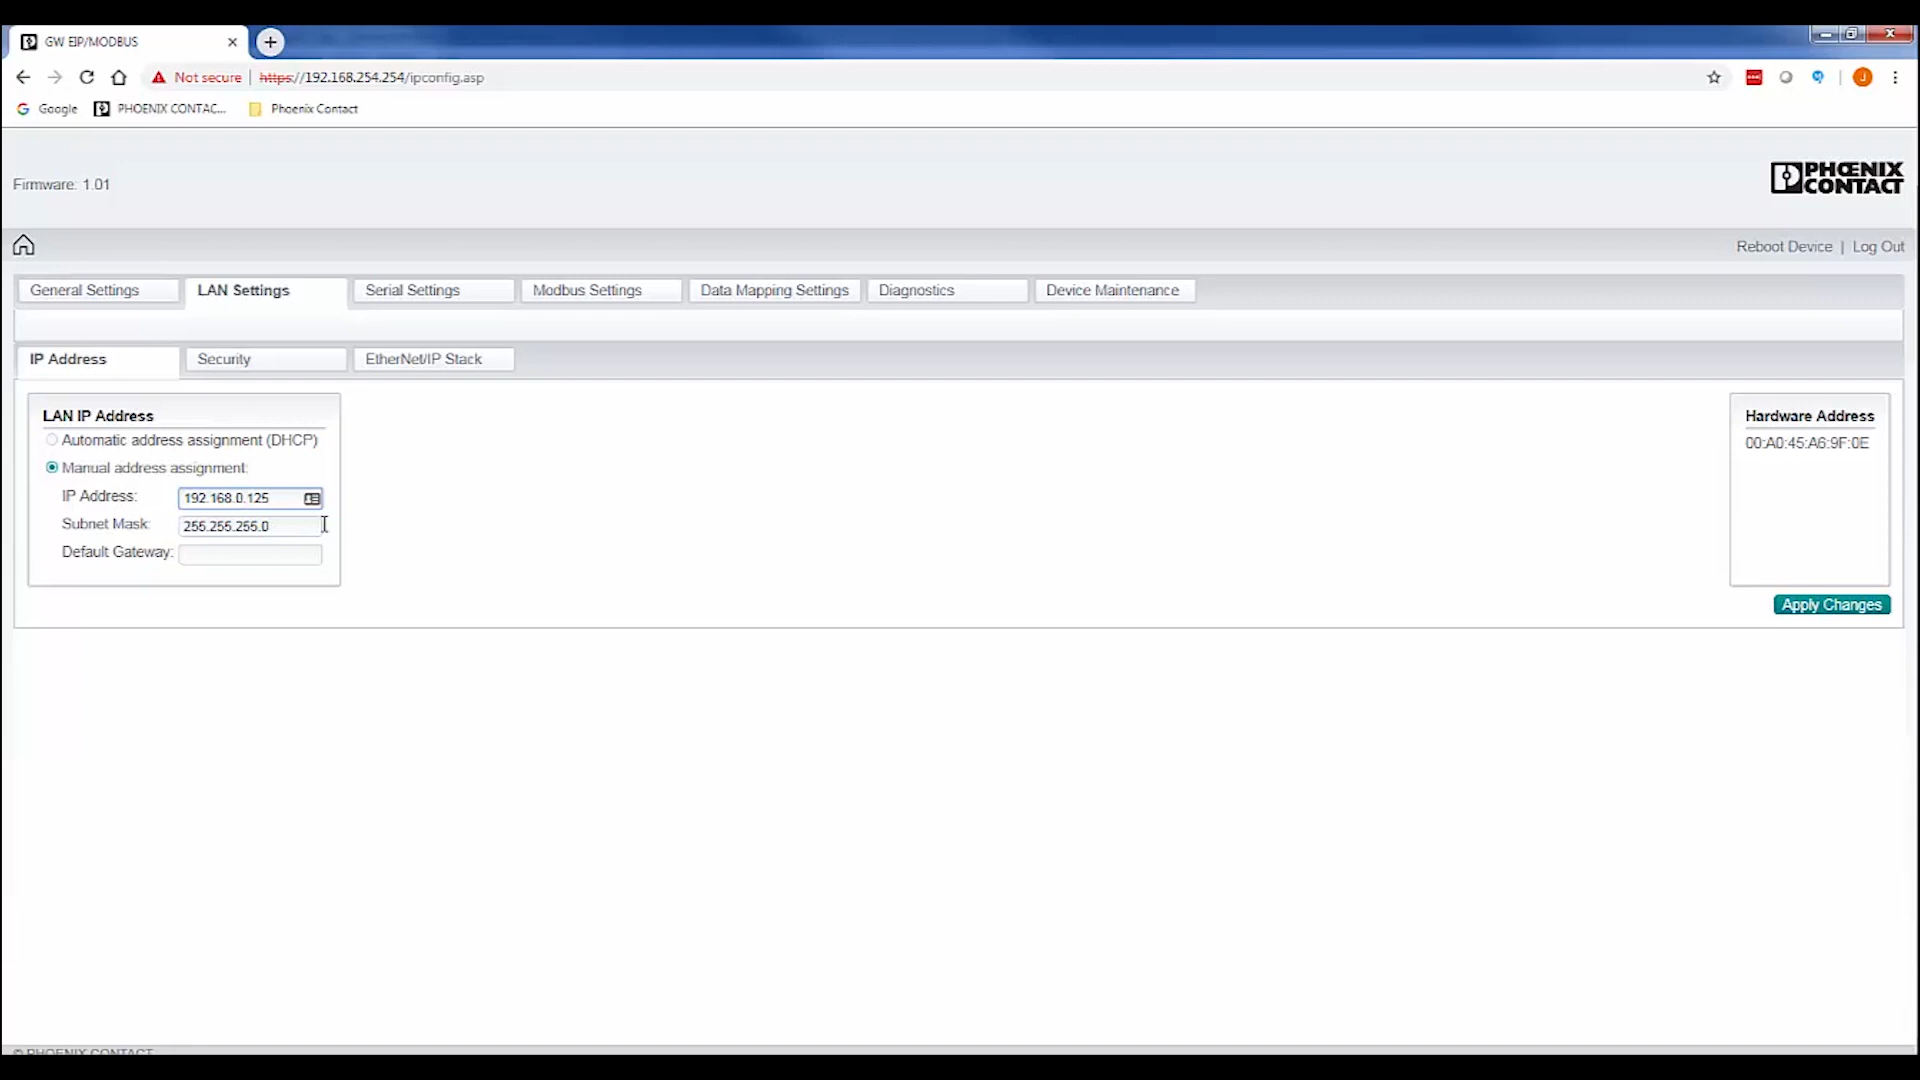 GW EIP/MODBUS
Not secure https://192.168.254.254/ipconfig.asp
J
Google PHOENIX CONTAC... Phoenix Contact
Firmware: 1.01
PHŒNIX
CONTACT
Reboot Device | Log Out
General Settings LAN Settings Serial Settings Modbus Settings Data Mapping Settings Diagnostics Device Maintenance
IP Address Security EtherNet/IP Stack
LAN IP Address
Automatic address assignment (DHCP)
Manual address assignment:
IP Address: 192.168.0.125
Subnet Mask: 255.255.255.0
Default Gateway:
Hardware Address
00:A0:45:A6:9F:0E
Apply Changes
© PHOENIX CONTACT